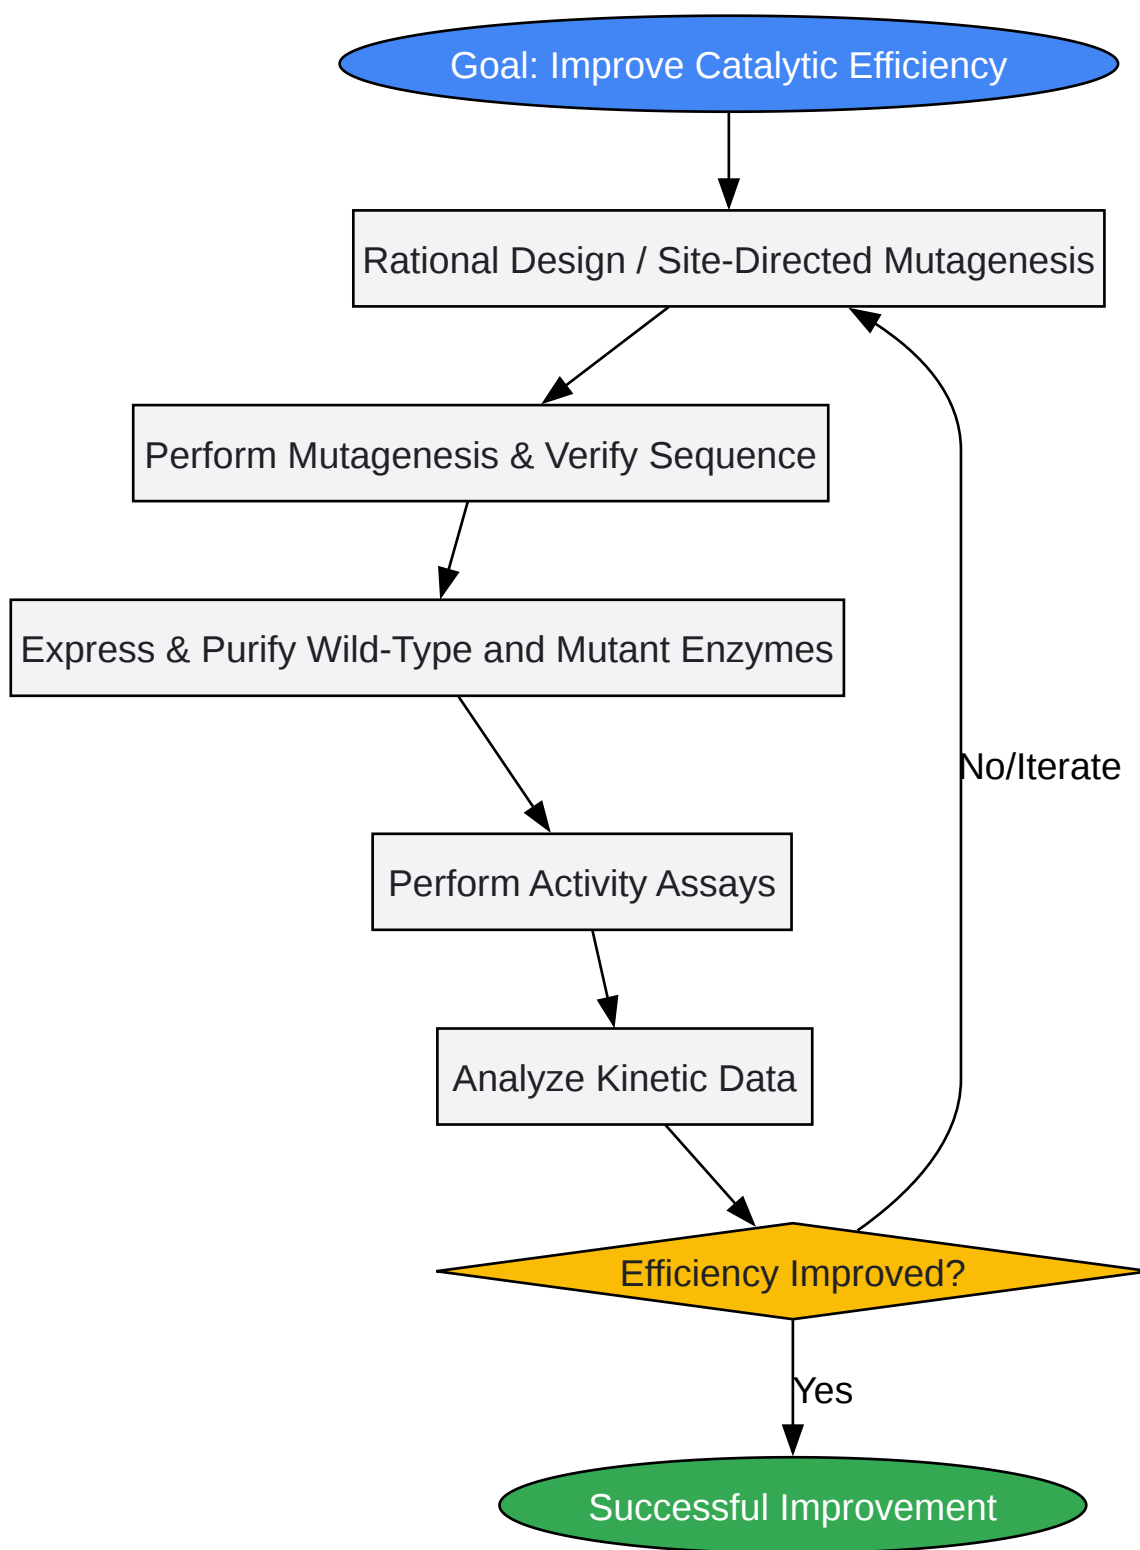 Goal: Improve Catalytic Efficiency
Rational Design / Site-Directed Mutagenesis
Perform Mutagenesis & Verify Sequence
Express & Purify Wild-Type and Mutant Enzymes
No/Iterate
Perform Activity Assays
Analyze Kinetic Data
Efficiency Improved?
Yes
Successful Improvement